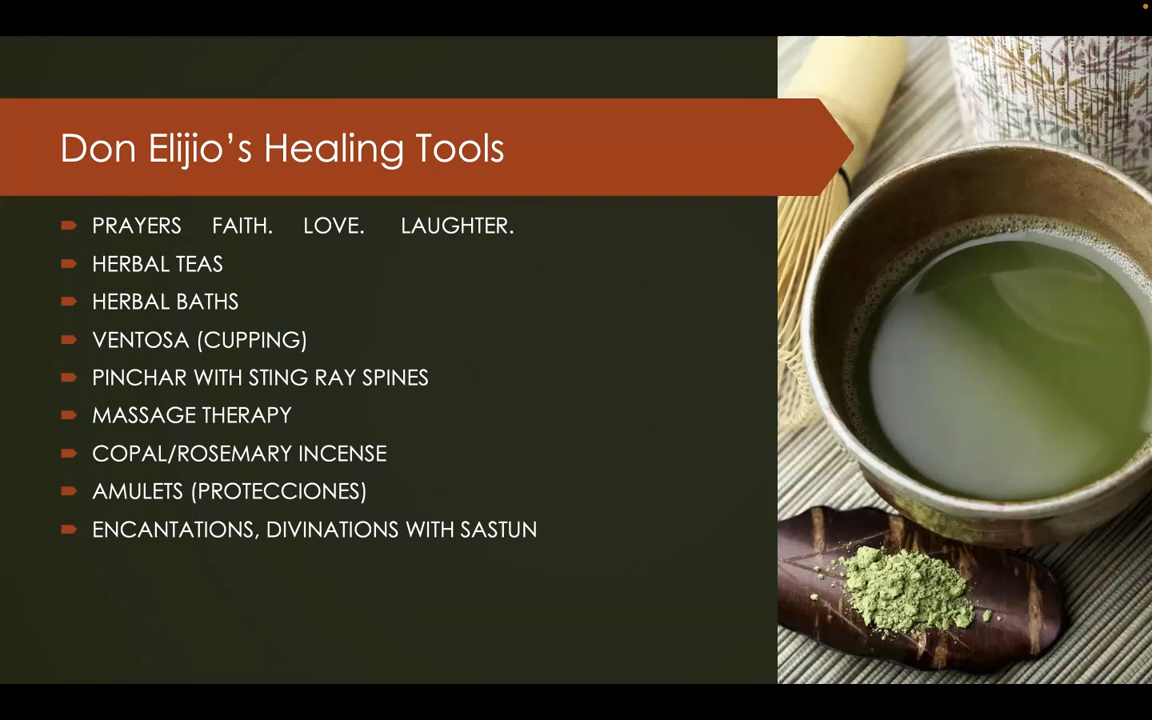 Don Elijio's Healing Tools
PRAYERS FAITH. LOVE. LAUGHTER.
HERBAL TEAS
HERBAL BATHS
VENTOSA (CUPPING)
PINCHAR WITH STING RAY SPINES
MASSAGE THERAPY
COPAL/ROSEMARY INCENSE
AMULETS (PROTECCIONES)
ENCANTATIONS, DIVINATIONS WITH SASTUN